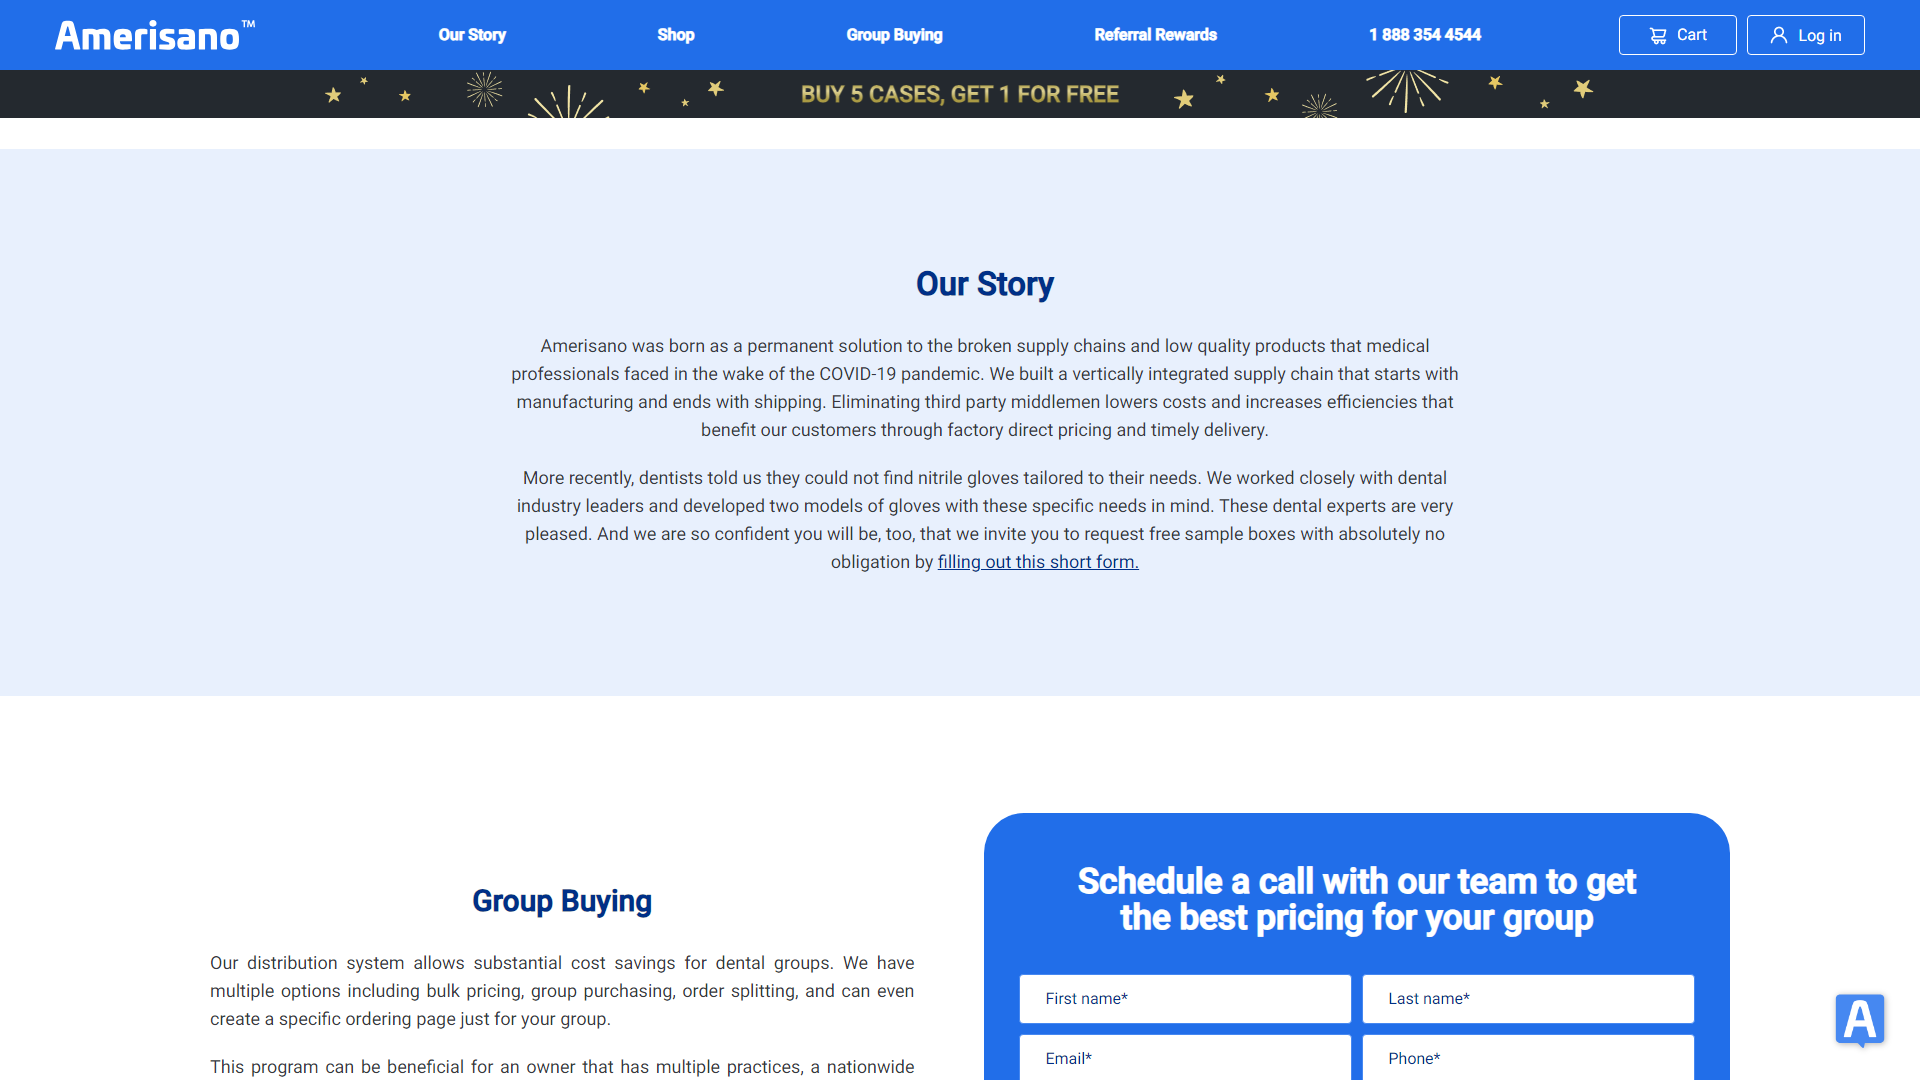 Amerisano™
Our Story
Shop
Group Buying
Referral Rewards
1 888 354 4544
Cart
Log in
BUY 5 CASES, GET 1 FOR FREE
Our Story
Amerisano was born as a permanent solution to the broken supply chains and low quality products that medical
professionals faced in the wake of the COVID-19 pandemic. We built a vertically integrated supply chain that starts with
manufacturing and ends with shipping. Eliminating third party middlemen lowers costs and increases efficiencies that
benefit our customers through factory direct pricing and timely delivery.
More recently, dentists told us they could not find nitrile gloves tailored to their needs. We worked closely with dental
industry leaders and developed two models of gloves with these specific needs in mind. These dental experts are very
pleased. And we are so confident you will be, too, that we invite you to request free sample boxes with absolutely no
obligation by filling out this short form.
Group Buying
Our distribution system allows substantial cost savings for dental groups. We have
multiple options including bulk pricing, group purchasing, order splitting, and can even
create a specific ordering page just for your group.
This program can be beneficial for an owner that has multiple practices, a nationwide
Schedule a call with our team to get
the best pricing for your group
First name*
Last name*
Email*
Phone*
A